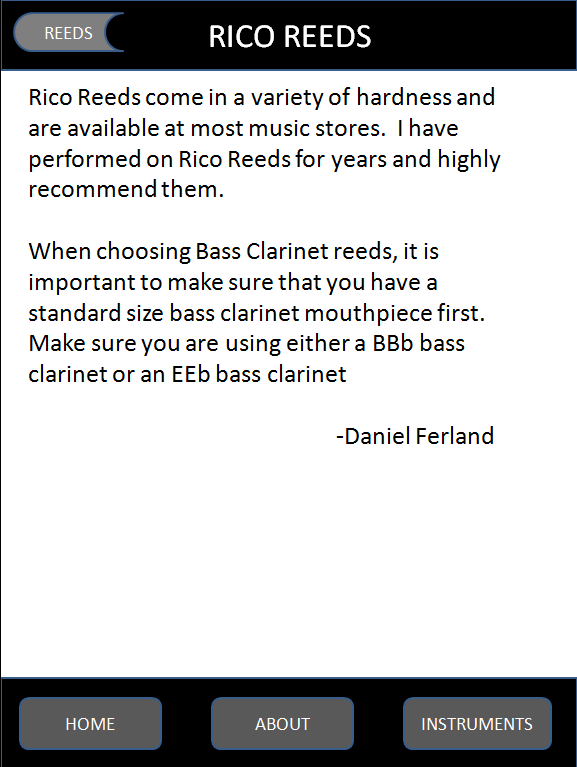 REEDS
RICO REEDS
Rico Reeds come in a variety of hardness and
are available at most music stores.  I have
performed on Rico Reeds for years and highly
recommend them.
When choosing Bass Clarinet reeds, it is
important to make sure that you have a
standard size bass clarinet mouthpiece first.
Make sure you are using either a BBb bass
clarinet or an EEb bass clarinet
-Daniel Ferland
HOME
ABOUT
INSTRUMENTS